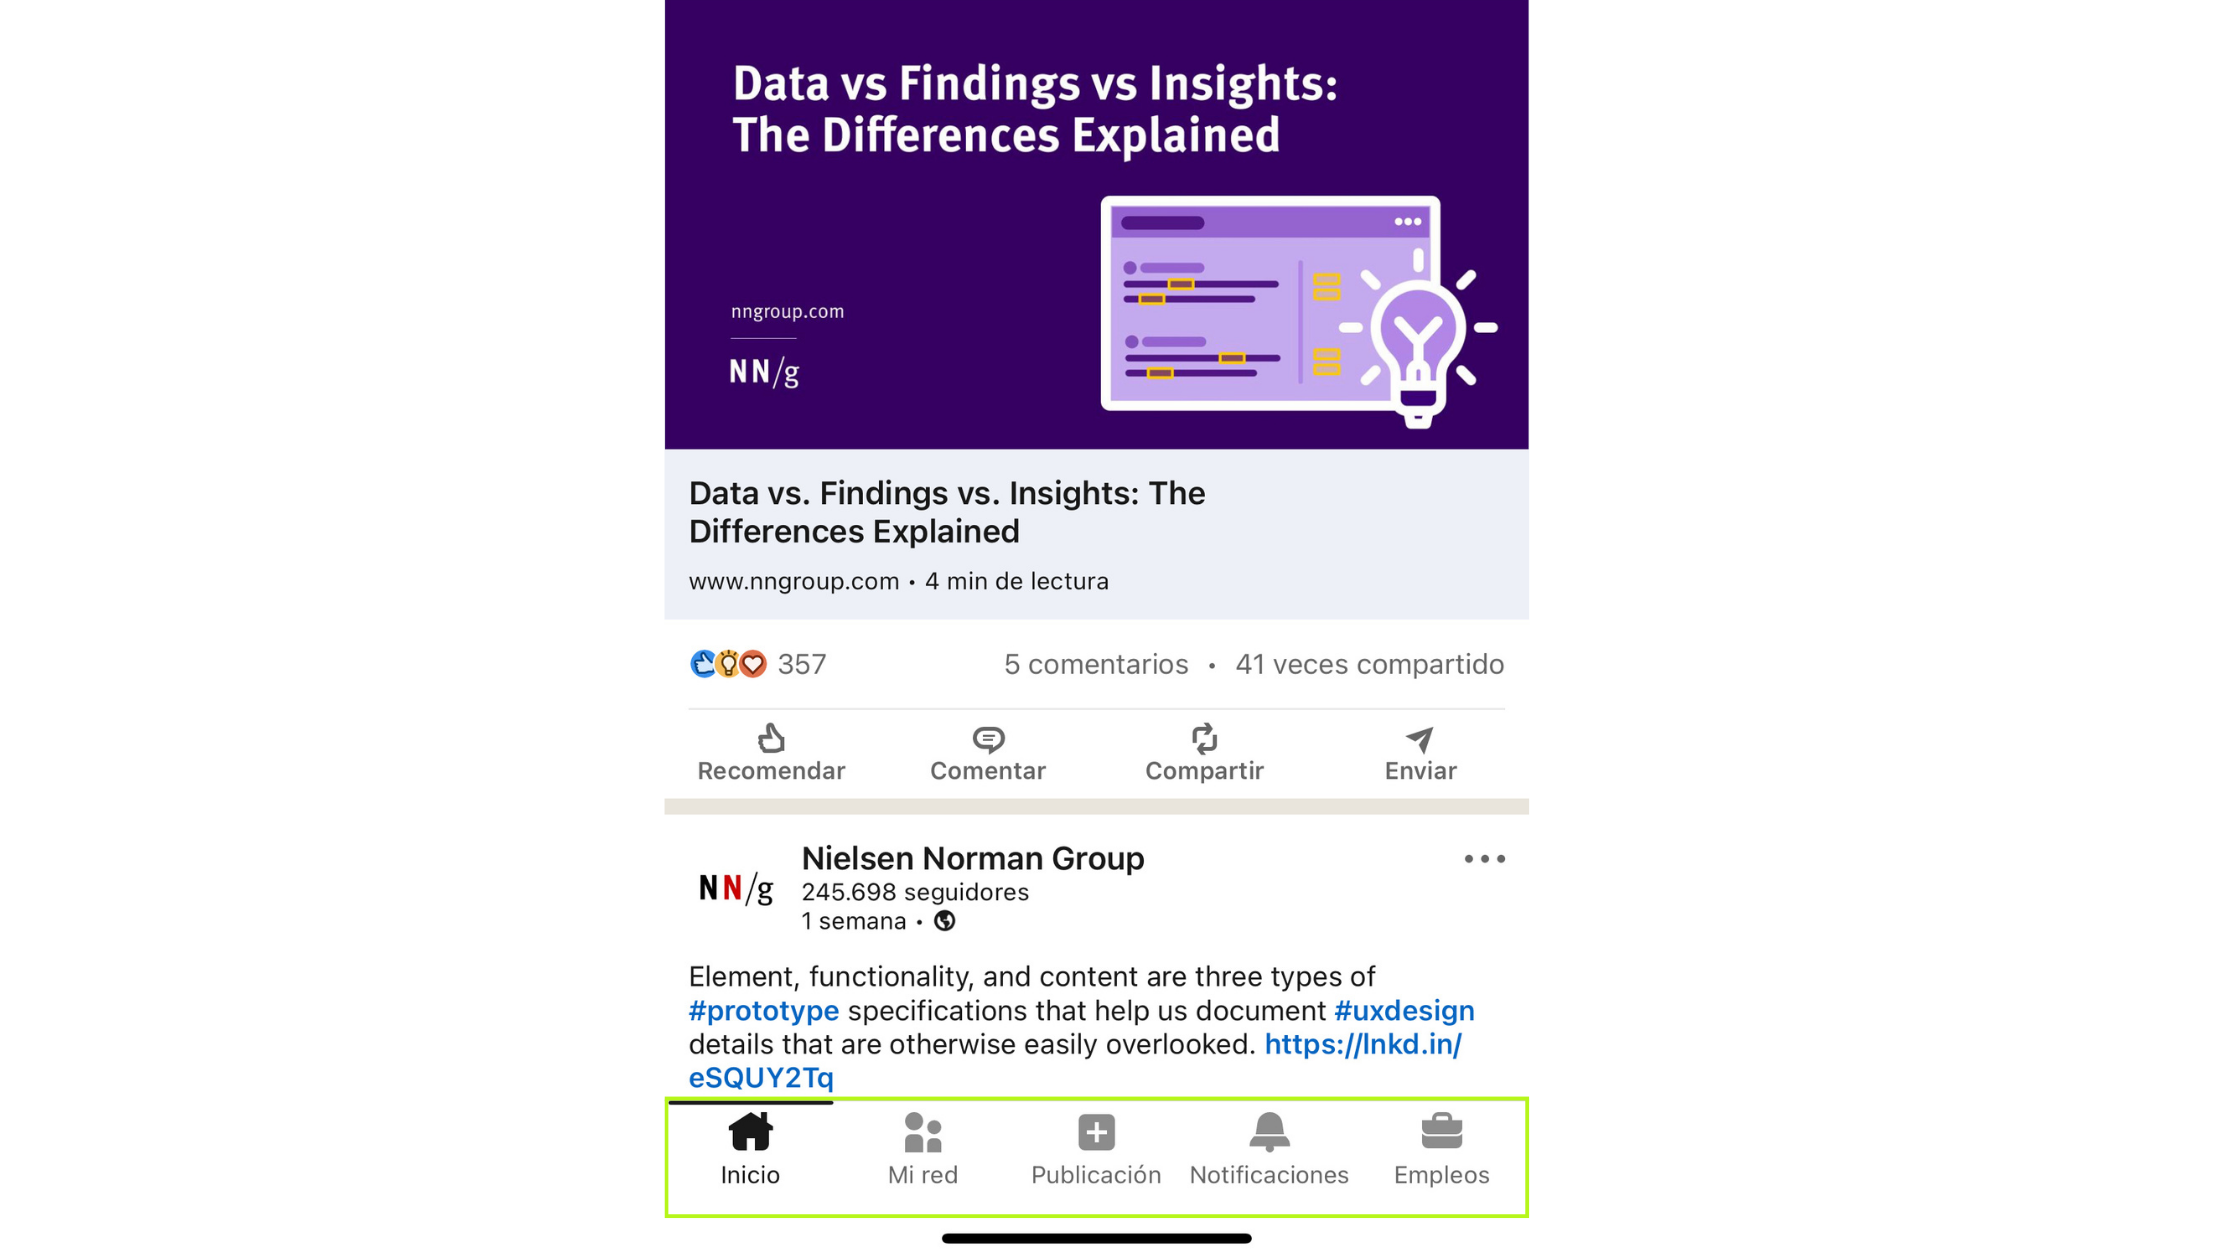 Data vs Findings vs Insights:
The Differences Explained
nngroup.com
NN/g
Data vs. Findings vs. Insights: The
Differences Explained
www.nngroup.com • 4 min de lectura
357
5 comentarios • 41 veces compartido
Recomendar Comentar Compartir Enviar
NN/g
Nielsen Norman Group
245.698 seguidores
1 semana •
Element, functionality, and content are three types of
#prototype specifications that help us document #uxdesign
details that are otherwise easily overlooked. https://lnkd.in/
eSQUY2Tq
Inicio Mi red Publicación Notificaciones Empleos